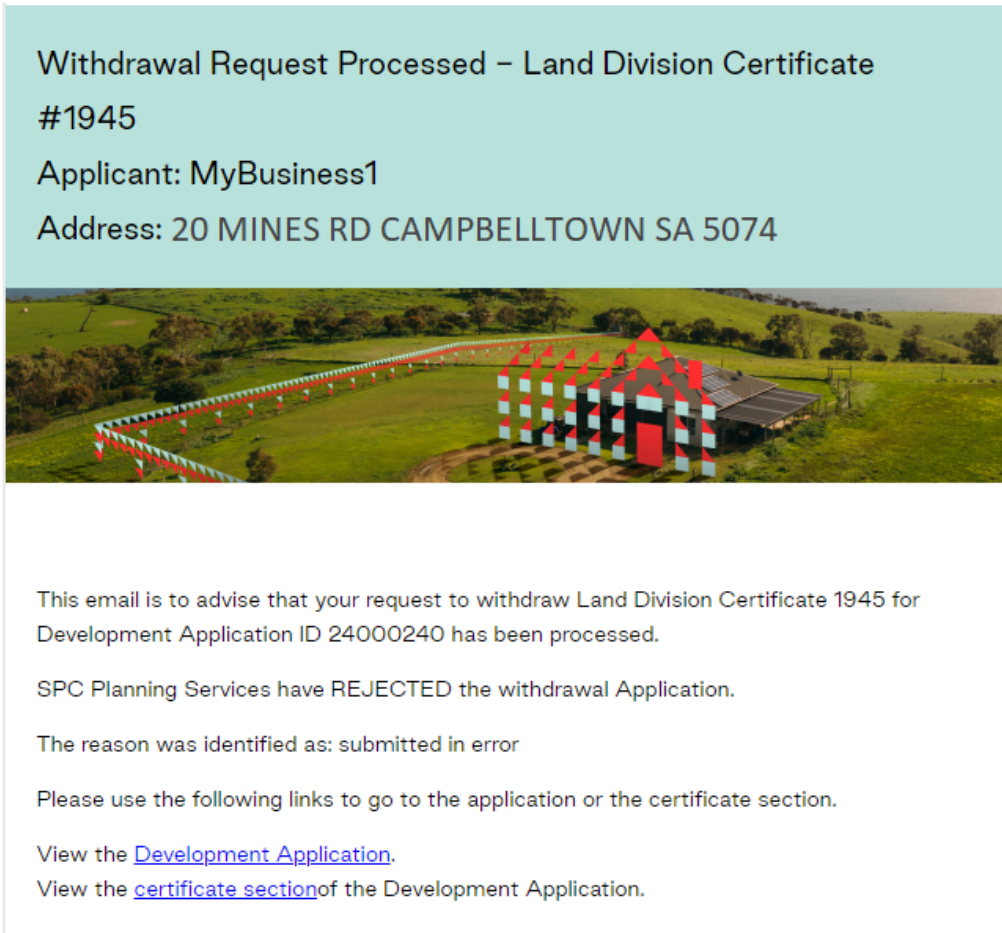 Withdrawal Request Processed – Land Division Certificate
#1945
Applicant: MyBusiness1
Address: 20 MINES RD CAMPBELLTOWN SA 5074
This email is to advise that your request to withdraw Land Division Certificate 1945 for
Development Application ID 24000240 has been processed.
SPC Planning Services have REJECTED the withdrawal Application.
The reason was identified as: submitted in error
Please use the following links to go to the application or the certificate section.
View the Development Application.
View the certificate sectionof the Development Application.